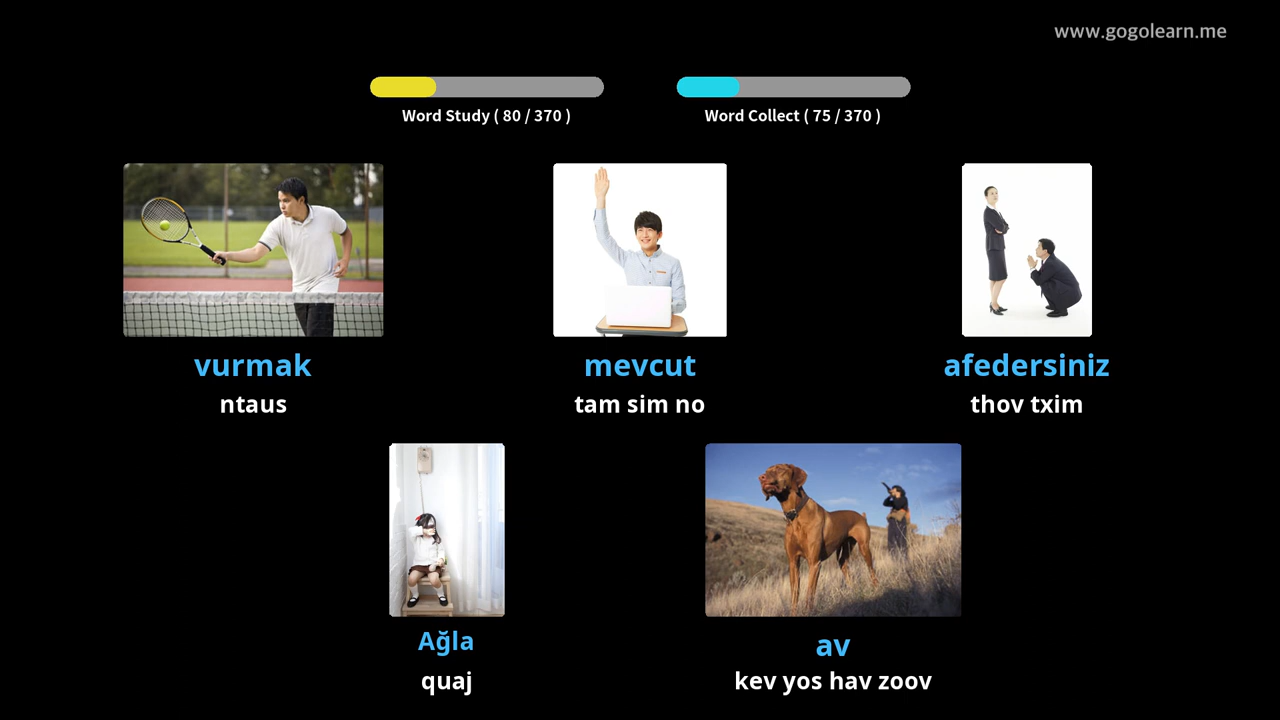 www.gogolearn.me
Word Study ( 80 / 370 )
Word Collect ( 75 / 370 )
vurmak
ntaus
mevcut
tam sim no
afedersiniz
thov txim
Ağla
quaj
av
kev yos hav zoov